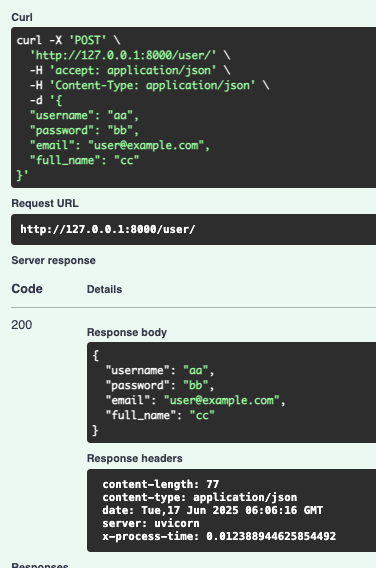 Curl
curl -X 'POST' \
  'http://127.0.0.1:8000/user/' \
  -H 'accept: application/json' \
  -H 'Content-Type: application/json' \
  -d '{
  "username": "aa",
  "password": "bb",
  "email": "user@example.com",
  "full_name": "cc"
}'
Request URL
http://127.0.0.1:8000/user/
Server response
Code Details
200
Response body
{
  "username": "aa",
  "password": "bb",
  "email": "user@example.com",
  "full_name": "cc"
}
Response headers
content-length: 77
content-type: application/json
date: Tue,17 Jun 2025 06:06:16 GMT
server: uvicorn
x-process-time: 0.012388944625854492
Responses